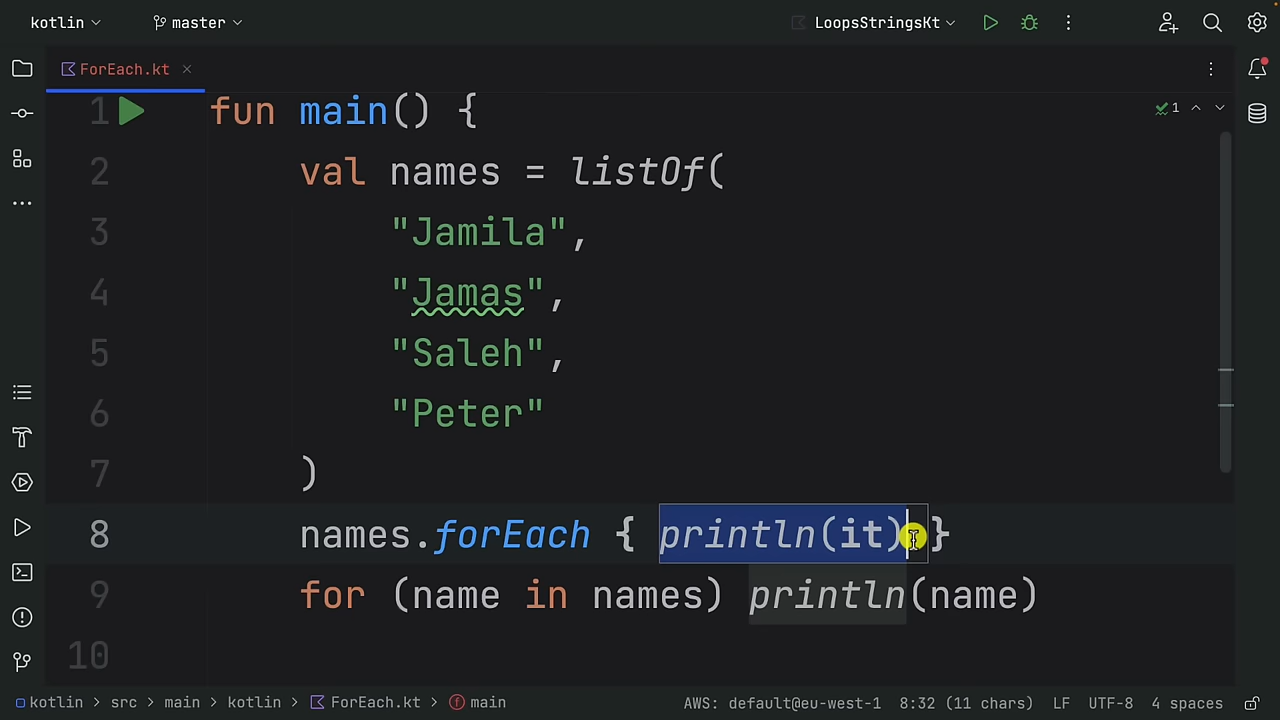 kotlin master LoopsStringsKt
ForEach.kt
1 fun main() {
1
2 val names = listOf(
3 "Jamila",
4 "Jamas",
5 "Saleh",
6 "Peter"
7 )
8 names.forEach { println(it) }
9 for (name in names) println(name)
10
kotlin > src > main > kotlin > ForEach.kt > main AWS: default@eu-west-1 8:32 (11 chars) LF UTF-8 4 spaces